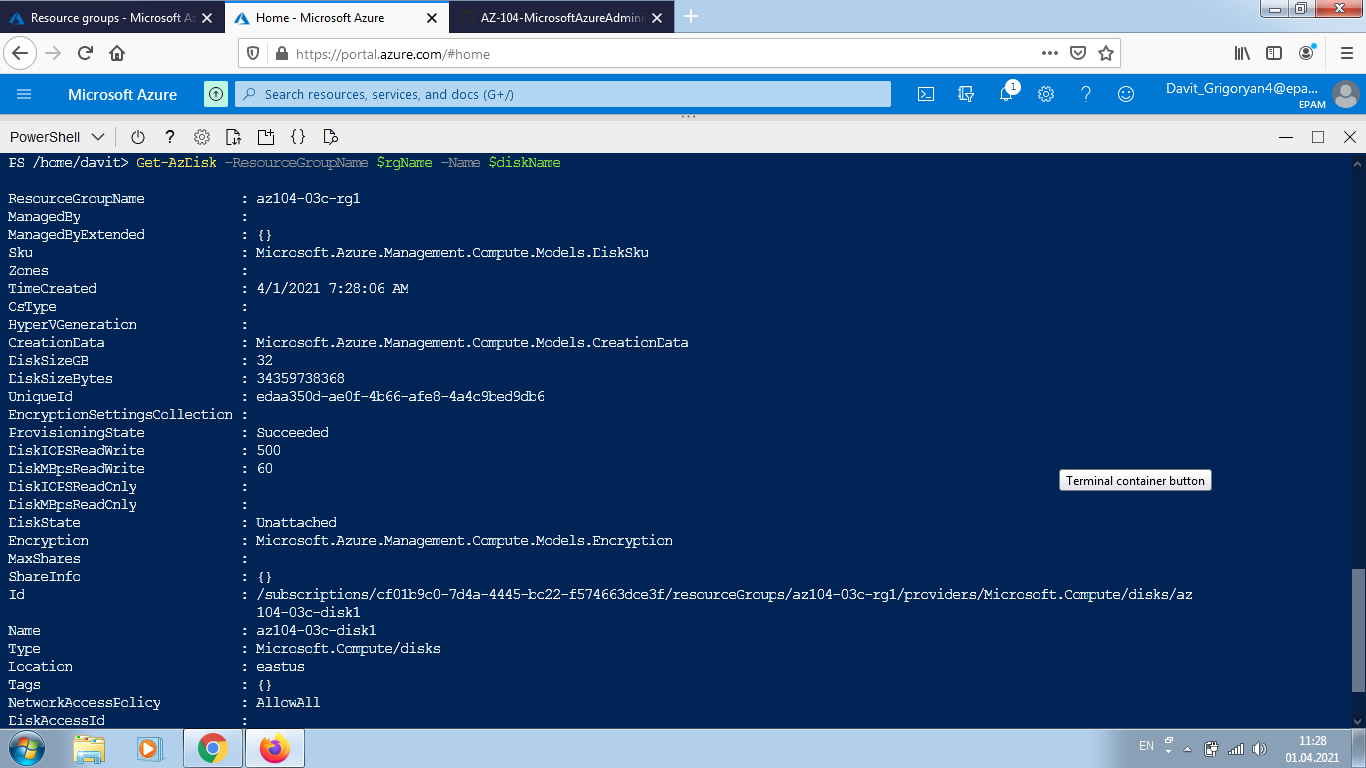 Resource groups - Microsoft Az
Home - Microsoft Azure
AZ-104-MicrosoftAzureAdmini
https://portal.azure.com/#home
Microsoft Azure
Search resources, services, and docs (G+/)
1
Davit_Grigoryan4@epa...
EPAM
PowerShell
PS /home/davit> Get-AzDisk -ResourceGroupName $rgName -Name $diskName
ResourceGroupName : az104-03c-rg1
ManagedBy :
ManagedByExtended : {}
Sku : Microsoft.Azure.Management.Compute.Models.DiskSku
Zones :
TimeCreated : 4/1/2021 7:28:06 AM
OsType :
HyperVGeneration :
CreationData : Microsoft.Azure.Management.Compute.Models.CreationData
DiskSizeGB : 32
DiskSizeBytes : 34359738368
UniqueId : edaa350d-ae0f-4b66-afe8-4a4c9bed9db6
EncryptionSettingsCollection :
ProvisioningState : Succeeded
DiskIOPSReadWrite : 500
DiskMBpsReadWrite : 60
DiskIOPSReadOnly :
DiskMBpsReadOnly :
DiskState : Unattached
Encryption : Microsoft.Azure.Management.Compute.Models.Encryption
MaxShares :
ShareInfo : {}
Id : /subscriptions/cf01b9c0-7d4a-4445-bc22-f574663dce3f/resourceGroups/az104-03c-rg1/providers/Microsoft.Compute/disks/az
104-03c-disk1
Name : az104-03c-disk1
Type : Microsoft.Compute/disks
Location : eastus
Tags : {}
NetworkAccessPolicy : AllowAll
DiskAccessId :
Terminal container button
EN
11:28
01.04.2021